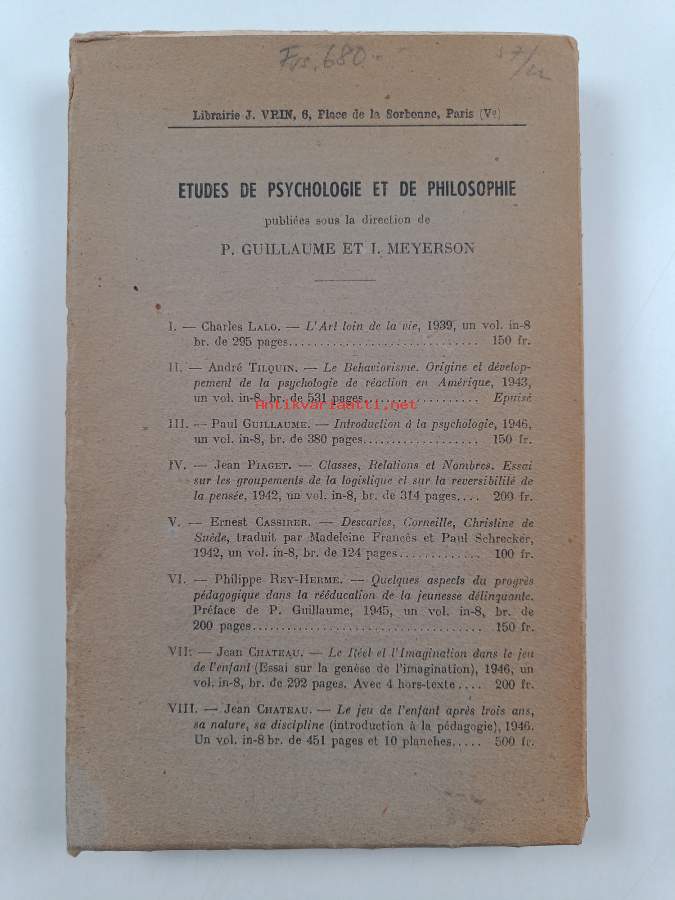 Frs. 680.-
Librairie J. VRIN, 6, Place de la Sorbonne, Paris (Ve)
ETUDES DE PSYCHOLOGIE ET DE PHILOSOPHIE
publiées sous la direction de
P. GUILLAUME ET I. MEYERSON
I. — Charles LALO. — L'Art loin de la vie, 1939, un vol. in-8
br. de 295 pages.............................. 150 fr.
II. — André TILQUIN. — Le Behaviorisme. Origine et dévelop-
pement de la psychologie de réaction en Amérique, 1943,
un vol. in-8, br. de 531 pages.................. Epuisé
Antikvariaatti.net
III. — Paul GUILLAUME. — Introduction à la psychologie, 1946,
un vol. in-8, br. de 380 pages.................. 150 fr.
IV. — Jean PIAGET. — Classes, Relations et Nombres. Essai
sur les groupements de la logistique et sur la reversibilité de
la pensée, 1942, un vol. in-8, br. de 314 pages.... 200 fr.
V. — Ernest CASSIRER. — Descartes, Corneille, Christine de
Suède, traduit par Madeleine Francès et Paul Schrecker,
1942, un vol. in-8, br. de 124 pages............. 100 fr.
VI. — Philippe REY-HERME. — Quelques aspects du progrès
pédagogique dans la rééducation de la jeunesse délinquante.
Préface de P. Guillaume, 1945, un vol. in-8, br. de
200 pages..................................... 150 fr.
VII. — Jean CHATEAU. — Le Réel et l'Imagination dans le jeu
de l'enfant (Essai sur la genèse de l'imagination), 1946, un
vol. in-8, br. de 292 pages. Avec 4 hors-texte.... 200 fr.
VIII. — Jean CHATEAU. — Le jeu de l'enfant après trois ans,
sa nature, sa discipline (introduction à la pédagogie), 1946.
Un vol. in-8 br. de 451 pages et 10 planches..... 500 fr.